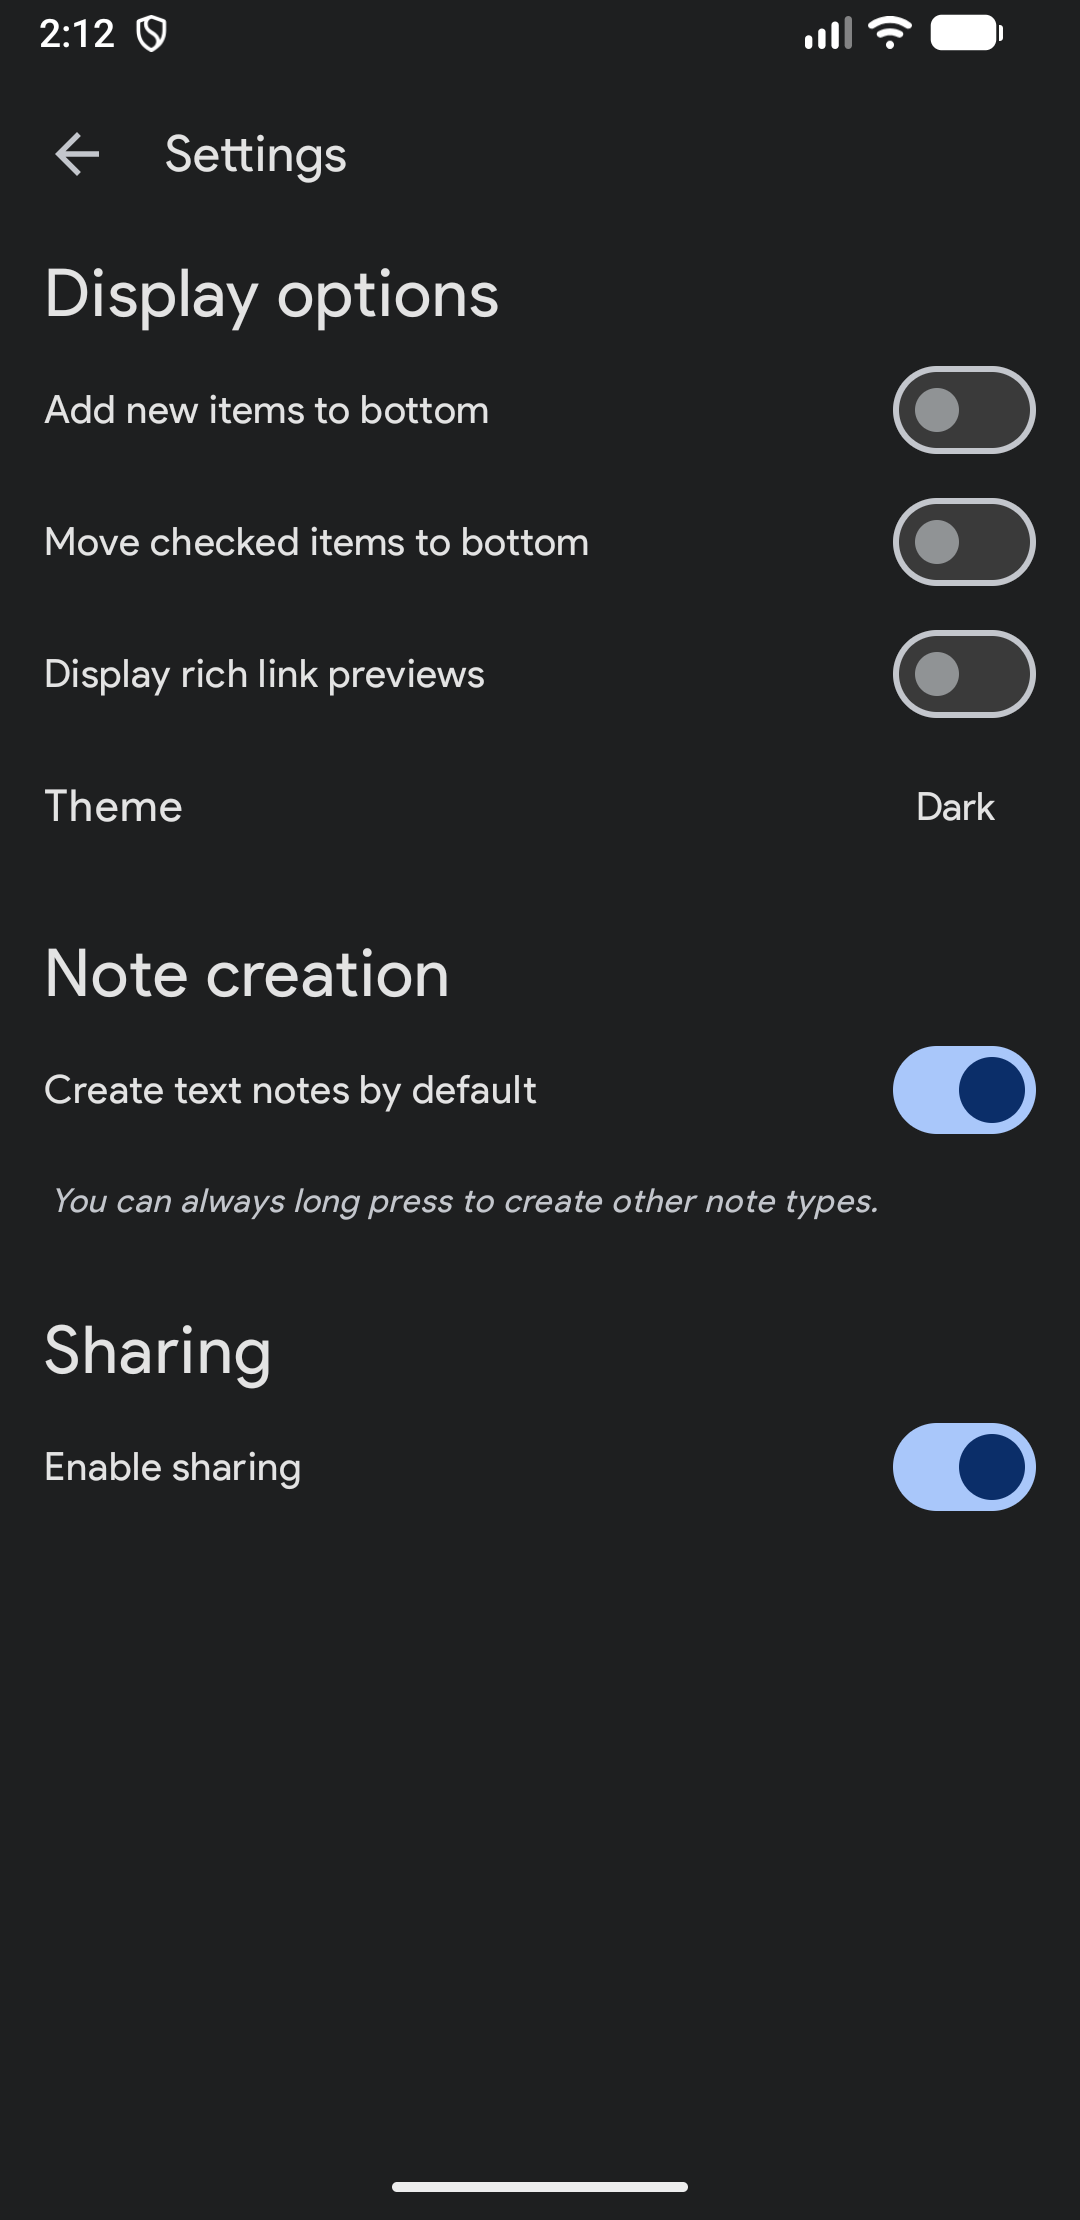 2:12
Settings
Display options
Add new items to bottom
Move checked items to bottom
Display rich link previews
Theme
Dark
Note creation
Create text notes by default
You can always long press to create other note types.
Sharing
Enable sharing